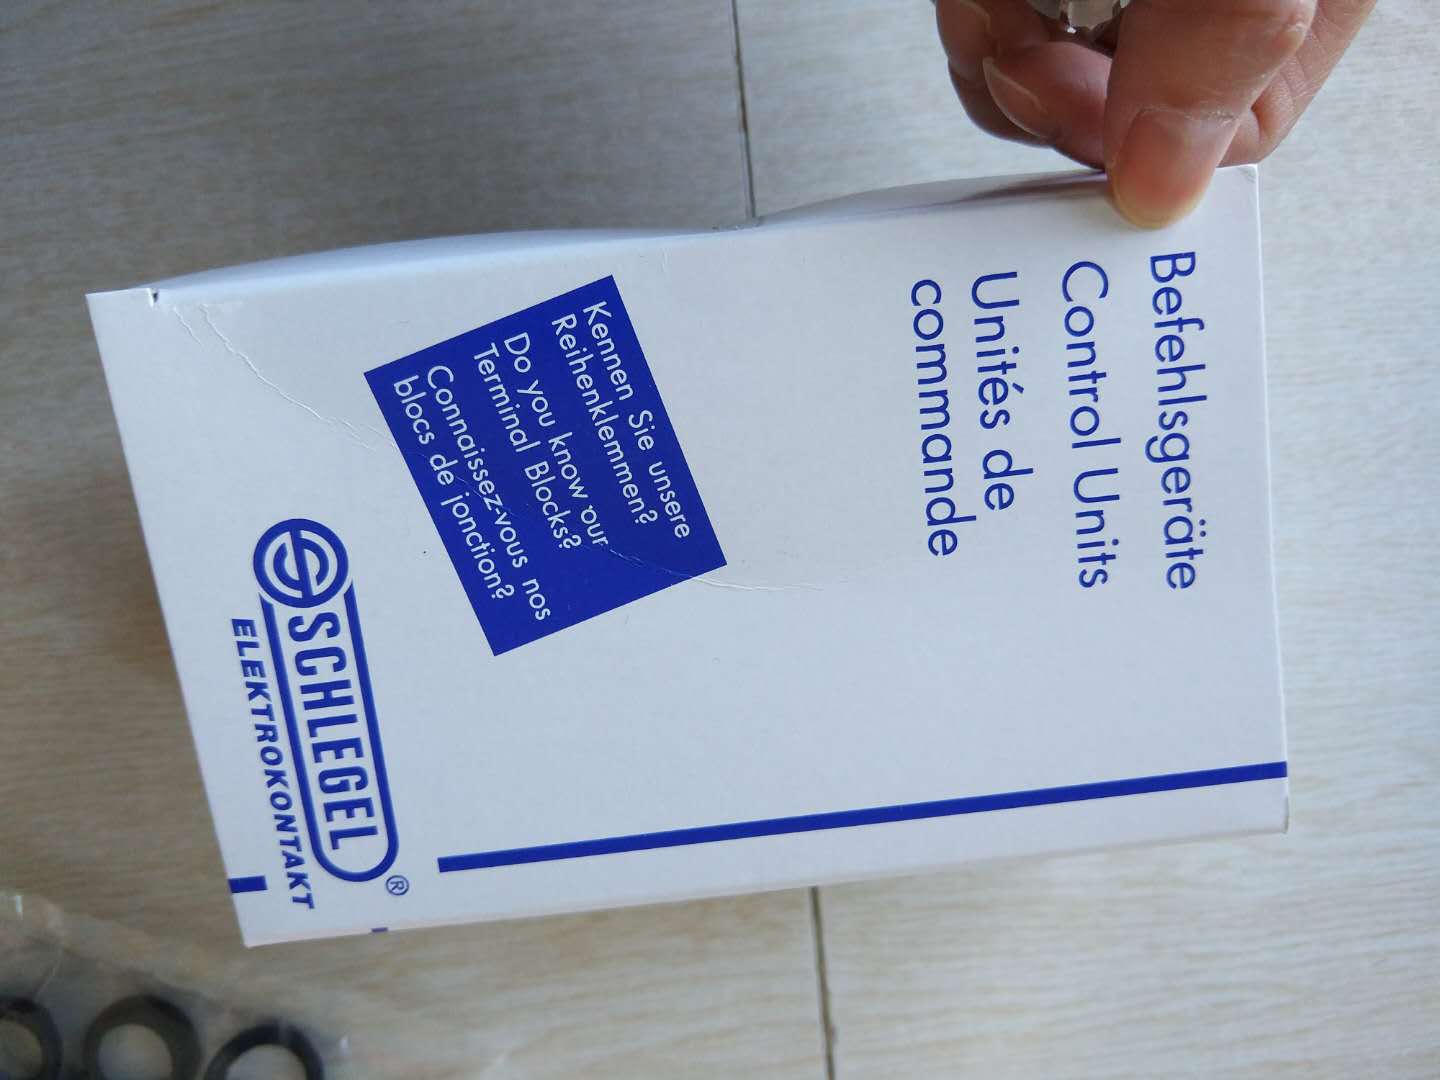 Befehlsgeräte
Control Units
Unités de
commande
Kennen Sie unsere
Reihenklemmen?
Do you know our
Terminal Blocks?
Connaissez-vous nos
blocs de jonction?
SCHLEGEL®
ELEKTROKONTAKT